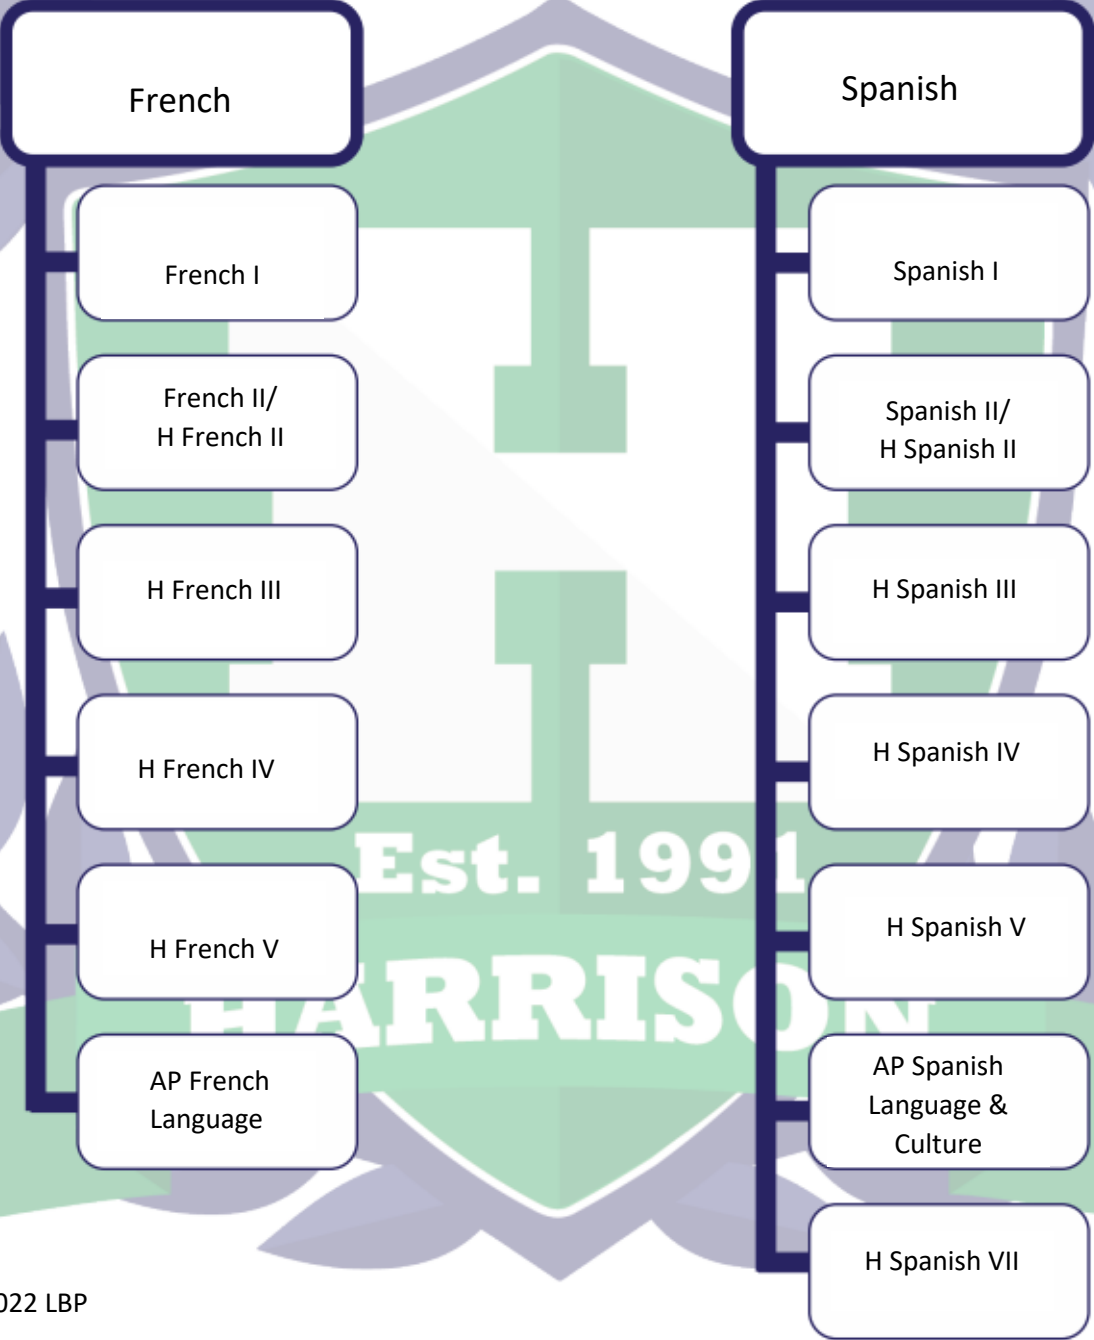 French
French I
French II/
H French II
H French III
H French IV
H French V
AP French
Language
Spanish
Spanish I
Spanish II/
H Spanish II
H Spanish III
H Spanish IV
H Spanish V
AP Spanish
Language &
Culture
H Spanish VII
H
Est. 1991
HARRISON
022 LBP